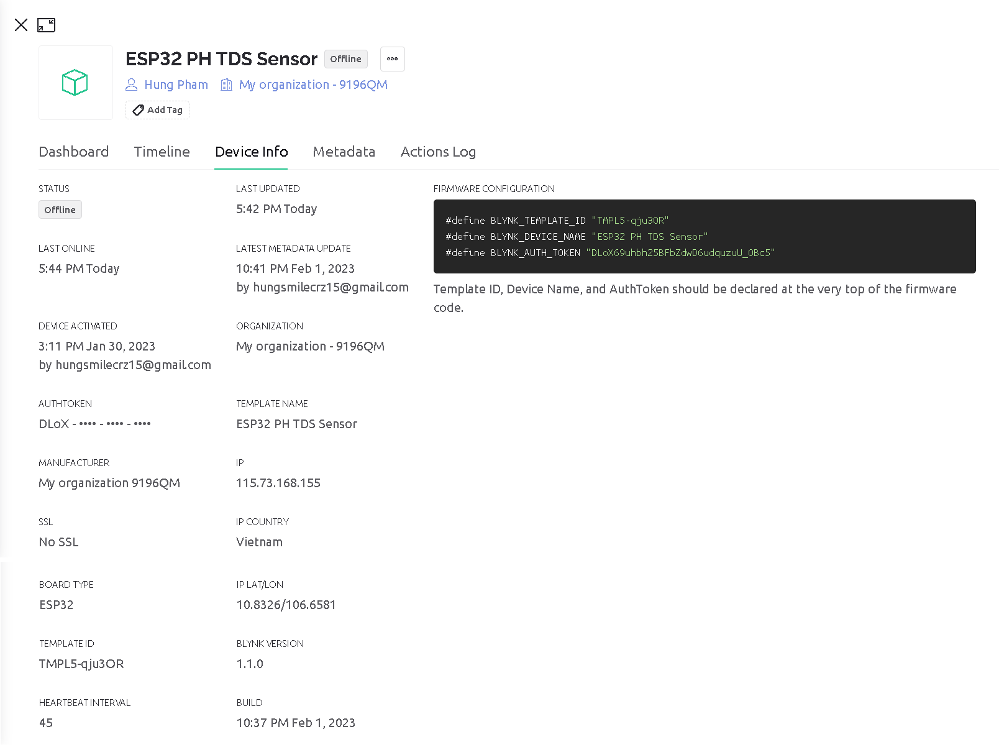 ESP32 PH TDS Sensor Offline
Hung Pham My organization - 9196QM
Add Tag
Dashboard Timeline Device Info Metadata Actions Log
STATUS
Offline
LAST UPDATED
5:42 PM Today
LAST ONLINE
5:44 PM Today
LATEST METADATA UPDATE
10:41 PM Feb 1, 2023
by hungsmilecrz15@gmail.com
DEVICE ACTIVATED
3:11 PM Jan 30, 2023
by hungsmilecrz15@gmail.com
ORGANIZATION
My organization - 9196QM
AUTHTOKEN
DLoX - •••• - •••• - ••••
TEMPLATE NAME
ESP32 PH TDS Sensor
MANUFACTURER
My organization 9196QM
IP
115.73.168.155
SSL
No SSL
IP COUNTRY
Vietnam
BOARD TYPE
ESP32
IP LAT/LON
10.8326/106.6581
TEMPLATE ID
TMPL5-qju3OR
BLYNK VERSION
1.1.0
HEARTBEAT INTERVAL
45
BUILD
10:37 PM Feb 1, 2023
FIRMWARE CONFIGURATION
#define BLYNK_TEMPLATE_ID "TMPL5-qju3OR"
#define BLYNK_DEVICE_NAME "ESP32 PH TDS Sensor"
#define BLYNK_AUTH_TOKEN "DLoX69uhbh25BFbZdwD6udquzuU_OBc5"
Template ID, Device Name, and AuthToken should be declared at the very top of the firmware
code.